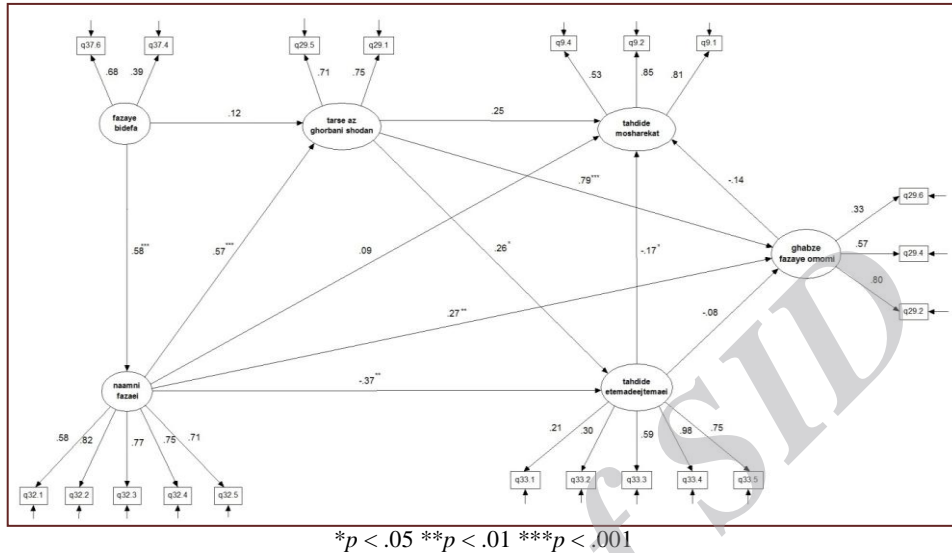 q37.6
q37.4
q29.5
q29.1
q9.4
q9.2
q9.1
.68
.39
.71
.75
.53
.85
.81
fazaye
bidefa
.12
tarse az
ghorbani shodan
.25
tahdide
mosharekat
.79***
-.14
q29.6
.33
.58***
.57***
.09
.26*
-.17*
ghabze
fazaye omomi
.57
q29.4
.80
q29.2
.27**
-.08
naamni
fazaei
-.37**
tahdide
etemadeejtemaei
.58
.82
.77
.75
.71
.21
.30
.59
.98
.75
q32.1
q32.2
q32.3
q32.4
q32.5
q33.1
q33.2
q33.3
q33.4
q33.5
f SID
*p < .05 **p < .01 ***p < .001